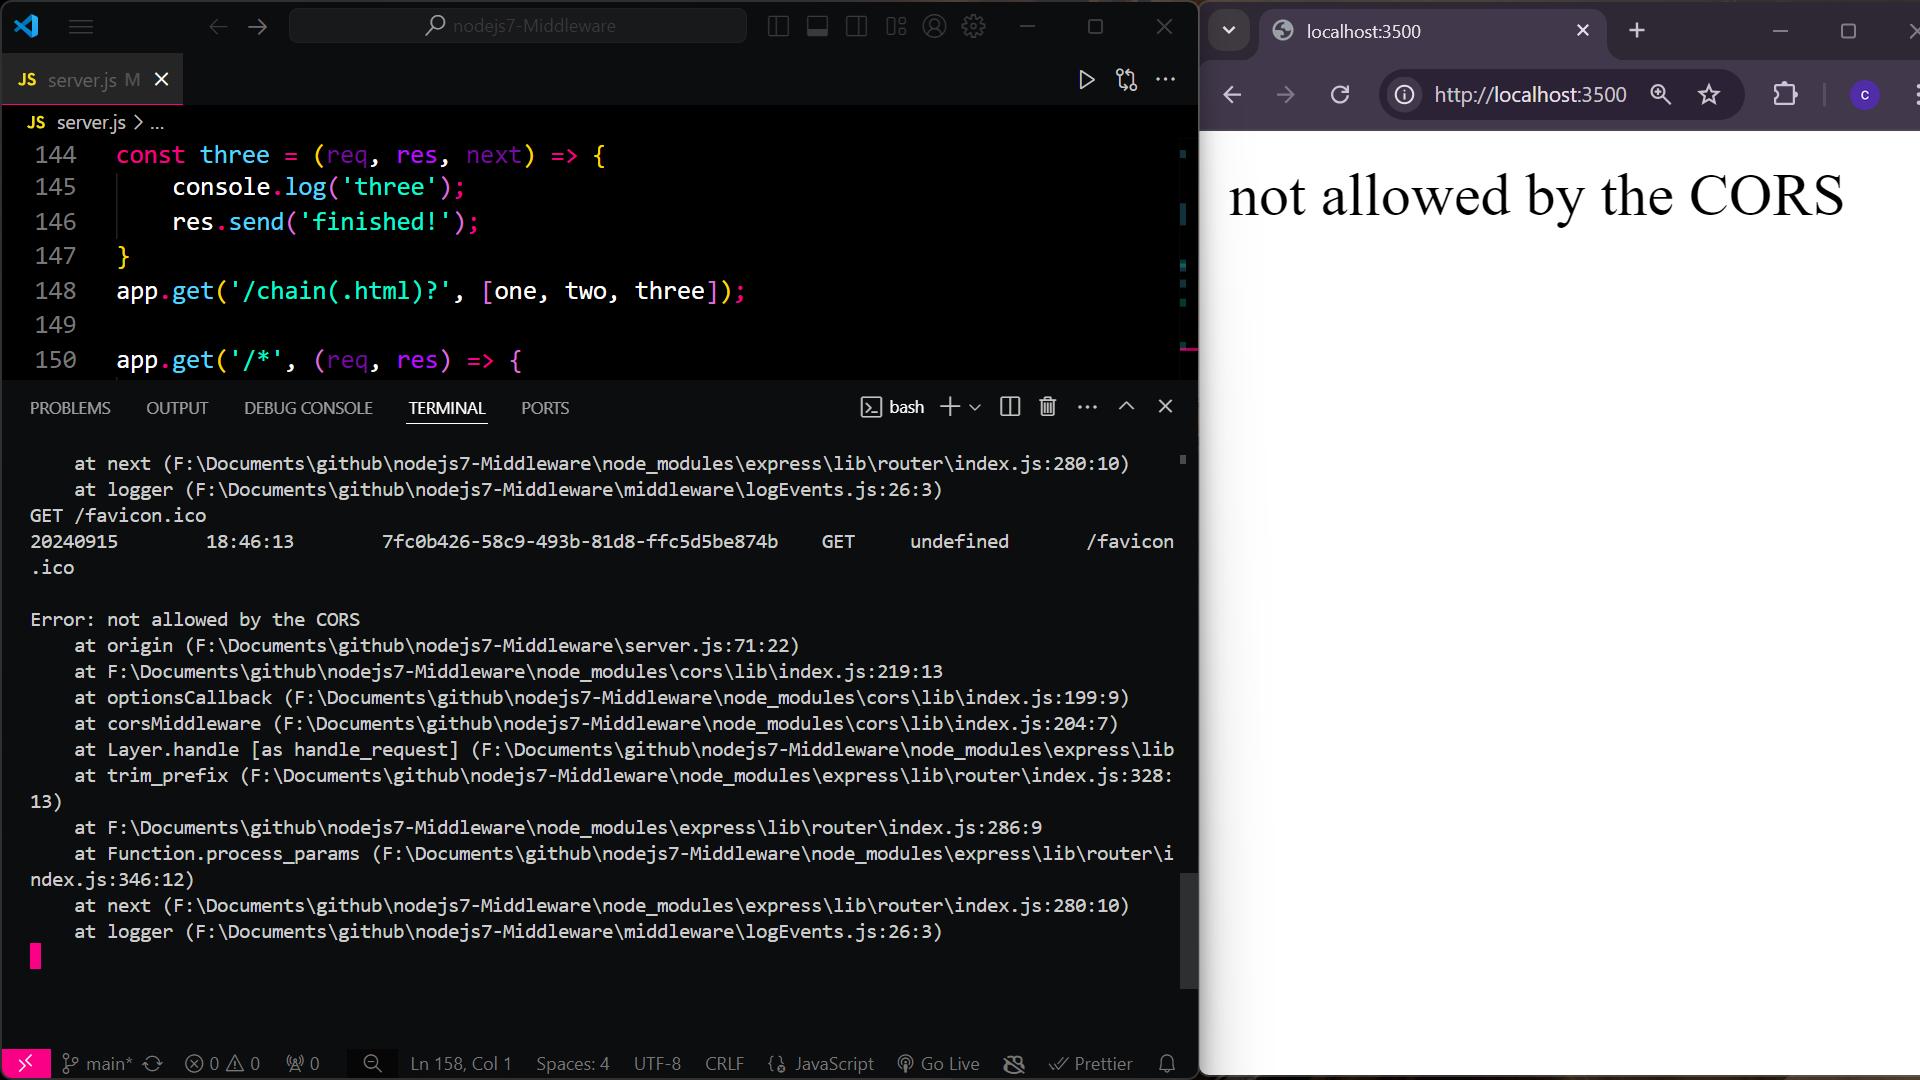 nodejs7-Middleware
JS server.js M
JS server.js > ...
144 const three = (req, res, next) => {
145 console.log('three');
146 res.send('finished!');
147 }
148 app.get('/chain(.html)?', [one, two, three]);
149
150 app.get('/*', (req, res) => {
PROBLEMS OUTPUT DEBUG CONSOLE TERMINAL PORTS bash
at next (F:\Documents\github\nodejs7-Middleware\node_modules\express\lib\router\index.js:280:10)
at logger (F:\Documents\github\nodejs7-Middleware\middleware\logEvents.js:26:3)
GET /favicon.ico
20240915 18:46:13 7fc0b426-58c9-493b-81d8-ffc5d5be874b GET undefined /favicon
.ico
Error: not allowed by the CORS
at origin (F:\Documents\github\nodejs7-Middleware\server.js:71:22)
at F:\Documents\github\nodejs7-Middleware\node_modules\cors\lib\index.js:219:13
at optionsCallback (F:\Documents\github\nodejs7-Middleware\node_modules\cors\lib\index.js:199:9)
at corsMiddleware (F:\Documents\github\nodejs7-Middleware\node_modules\cors\lib\index.js:204:7)
at Layer.handle [as handle_request] (F:\Documents\github\nodejs7-Middleware\node_modules\express\lib
at trim_prefix (F:\Documents\github\nodejs7-Middleware\node_modules\express\lib\router\index.js:328:
13)
at F:\Documents\github\nodejs7-Middleware\node_modules\express\lib\router\index.js:286:9
at Function.process_params (F:\Documents\github\nodejs7-Middleware\node_modules\express\lib\router\i
ndex.js:346:12)
at next (F:\Documents\github\nodejs7-Middleware\node_modules\express\lib\router\index.js:280:10)
at logger (F:\Documents\github\nodejs7-Middleware\middleware\logEvents.js:26:3)
main* 0 0 0 Ln 158, Col 1 Spaces: 4 UTF-8 CRLF JavaScript Go Live Prettier
localhost:3500
http://localhost:3500 c
not allowed by the CORS